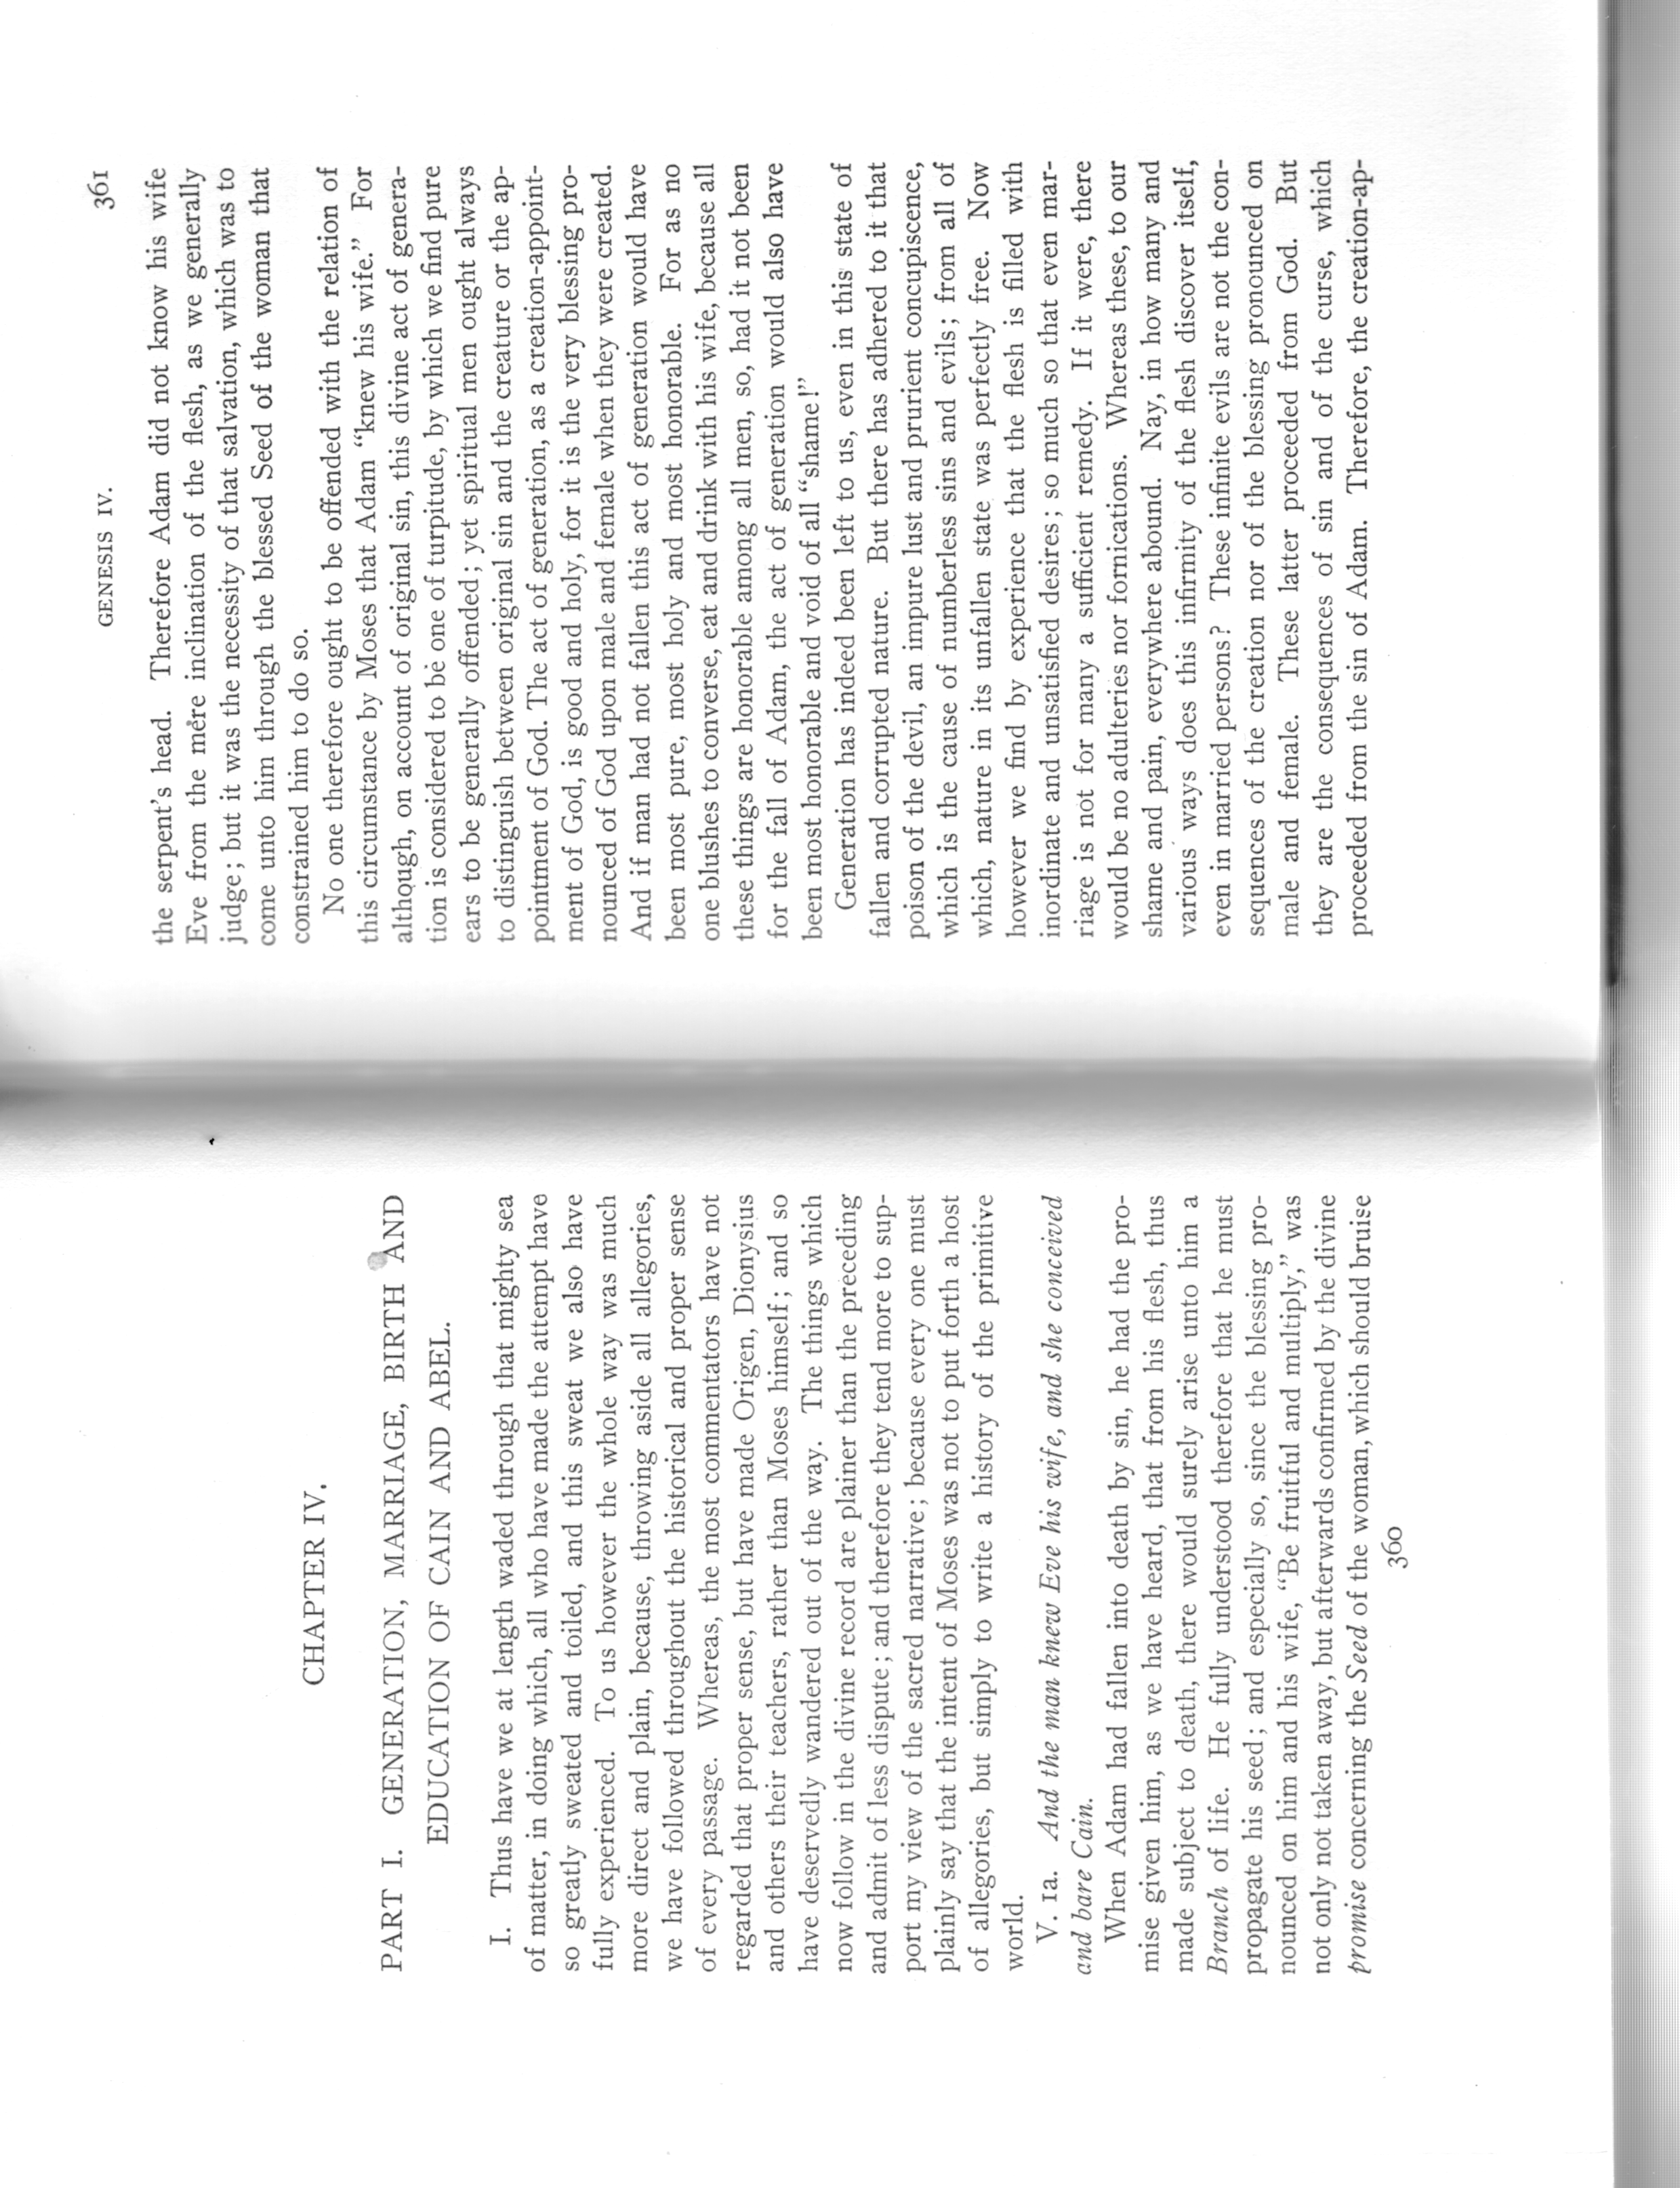 CHAPTER IV.
PART I. GENERATION, MARRIAGE, BIRTH AND
EDUCATION OF CAIN AND ABEL.
I. Thus have we at length waded through that mighty sea
of matter, in doing which, all who have made the attempt have
so greatly sweated and toiled, and this sweat we also have
fully experienced. To us however the whole way was much
more direct and plain, because, throwing aside all allegories,
we have followed throughout the historical and proper sense
of every passage. Whereas, the most commentators have not
regarded that proper sense, but have made Origen, Dionysius
and others their teachers, rather than Moses himself; and so
have deservedly wandered out of the way. The things which
now follow in the divine record are plainer than the preceding
and admit of less dispute; and therefore they tend more to sup-
port my view of the sacred narrative; because every one must
plainly say that the intent of Moses was not to put forth a host
of allegories, but simply to write a history of the primitive
world.
V. 1a. And the man knew Eve his wife, and she conceived
and bare Cain.
When Adam had fallen into death by sin, he had the pro-
mise given him, as we have heard, that from his flesh, thus
made subject to death, there would surely arise unto him a
Branch of life. He fully understood therefore that he must
propagate his seed; and especially so, since the blessing pro-
nounced on him and his wife, “Be fruitful and multiply,” was
not only not taken away, but afterwards confirmed by the divine
promise concerning the Seed of the woman, which should bruise
360
GENESIS IV. 361
the serpent’s head. Therefore Adam did not know his wife
Eve from the mere inclination of the flesh, as we generally
judge; but it was the necessity of that salvation, which was to
come unto him through the blessed Seed of the woman that
constrained him to do so.
No one therefore ought to be offended with the relation of
this circumstance by Moses that Adam “knew his wife.” For
although, on account of original sin, this divine act of genera-
tion is considered to be one of turpitude, by which we find pure
ears to be generally offended; yet spiritual men ought always
to distinguish between original sin and the creature or the ap-
pointment of God. The act of generation, as a creation-appoint-
ment of God, is good and holy, for it is the very blessing pro-
nounced of God upon male and female when they were created.
And if man had not fallen this act of generation would have
been most pure, most holy and most honorable. For as no
one blushes to converse, eat and drink with his wife, because all
these things are honorable among all men, so, had it not been
for the fall of Adam, the act of generation would also have
been most honorable and void of all “shame!”
Generation has indeed been left to us, even in this state of
fallen and corrupted nature. But there has adhered to it that
poison of the devil, an impure lust and prurient concupiscence,
which is the cause of numberless sins and evils; from all of
which, nature in its unfallen state was perfectly free. Now
however we find by experience that the flesh is filled with
inordinate and unsatisfied desires; so much so that even mar-
riage is not for many a sufficient remedy. If it were, there
would be no adulteries nor fornications. Whereas these, to our
shame and pain, everywhere abound. Nay, in how many and
various ways does this infirmity of the flesh discover itself,
even in married persons? These infinite evils are not the con-
sequences of the creation nor of the blessing pronounced on
male and female. These latter proceeded from God. But
they are the consequences of sin and of the curse, which
proceeded from the sin of Adam. Therefore, the creation-ap-